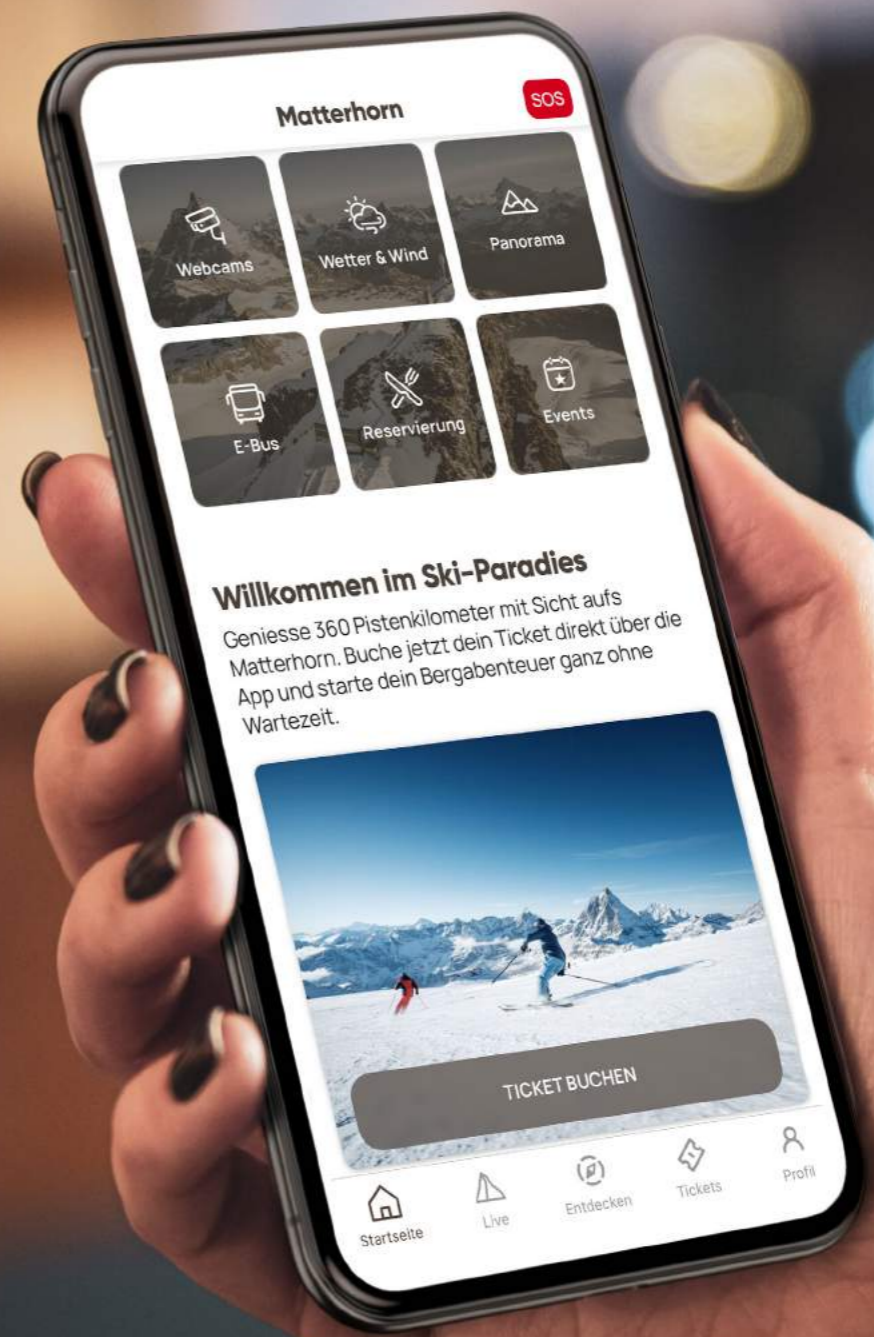 Matterhorn
SOS
Webcams
Wetter & Wind
Panorama
E-Bus
Reservierung
Events
Willkommen im Ski-Paradies
Geniesse 360 Pistenkilometer mit Sicht aufs
Matterhorn. Buche jetzt dein Ticket direkt über die
App und starte dein Bergabenteuer ganz ohne
Wartezeit.
TICKET BUCHEN
Startseite
Live
Entdecken
Tickets
Profil